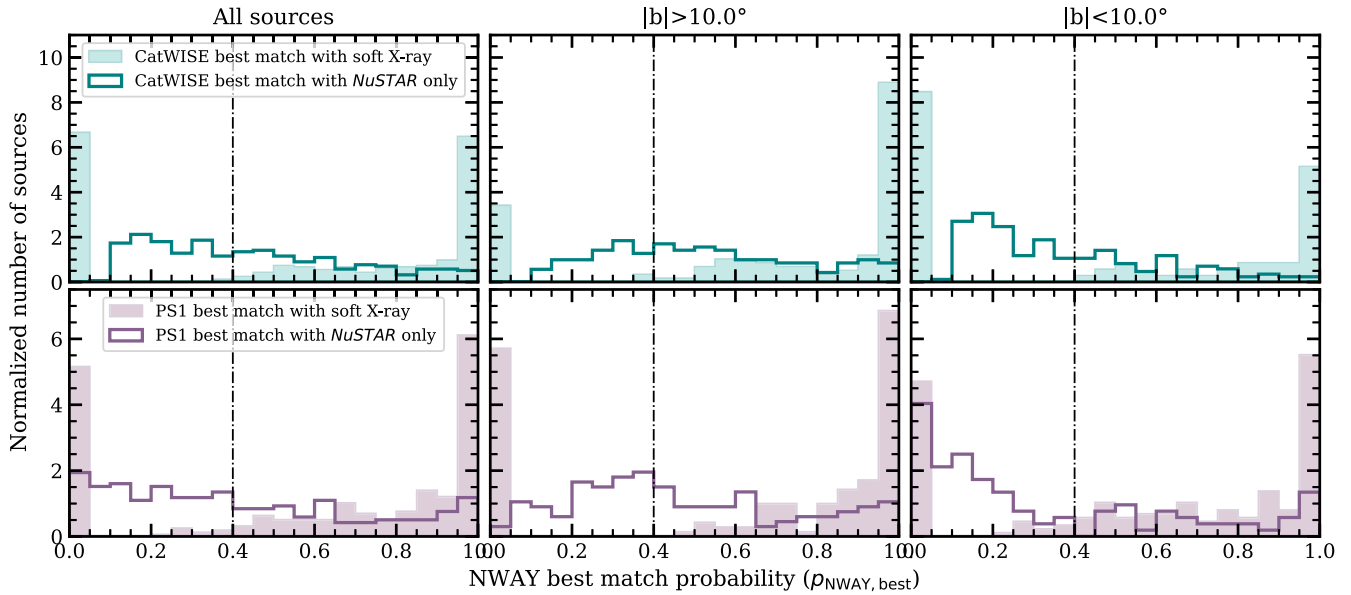 All sources
|b|>10.0°
|b|<10.0°
Normalized number of sources
10
8
6
4
2
0
CatWISE best match with soft X-ray
CatWISE best match with NuSTAR only
6
4
2
0
PS1 best match with soft X-ray
PS1 best match with NuSTAR only
0.0 0.2 0.4 0.6 0.8 1.0 0.2 0.4 0.6 0.8 1.0 0.2 0.4 0.6 0.8 1.0
NWAY best match probability (pNWAY, best)